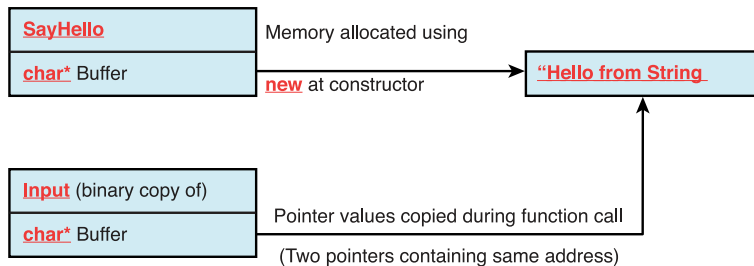 SayHello
Memory allocated using
char* Buffer
new at constructor
“Hello from String
Input (binary copy of)
char* Buffer
Pointer values copied during function call
(Two pointers containing same address)